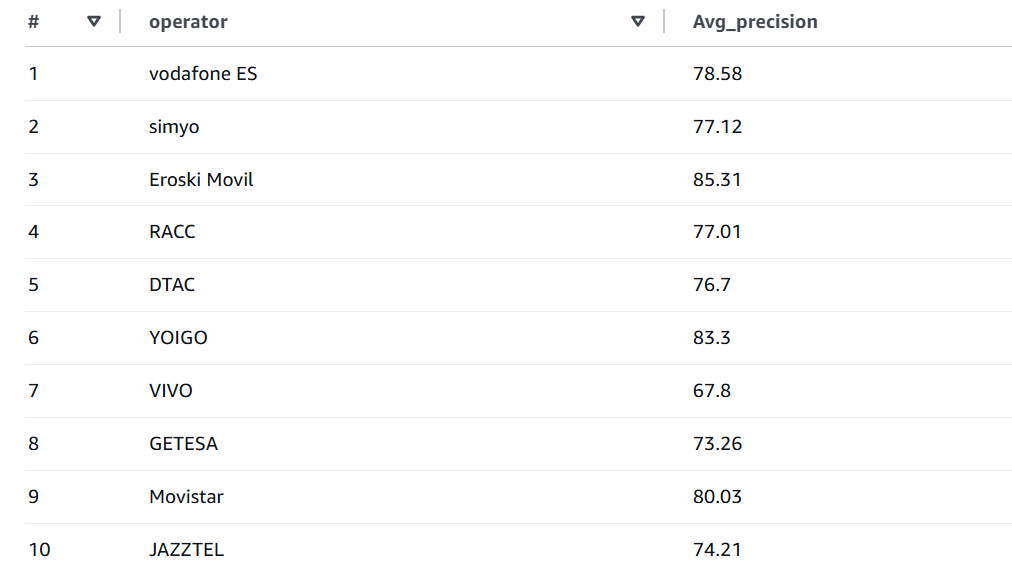 # operator Avg_precision
1 vodafone ES 78.58
2 simyo 77.12
3 Eroski Movil 85.31
4 RACC 77.01
5 DTAC 76.7
6 YOIGO 83.3
7 VIVO 67.8
8 GETESA 73.26
9 Movistar 80.03
10 JAZZTEL 74.21